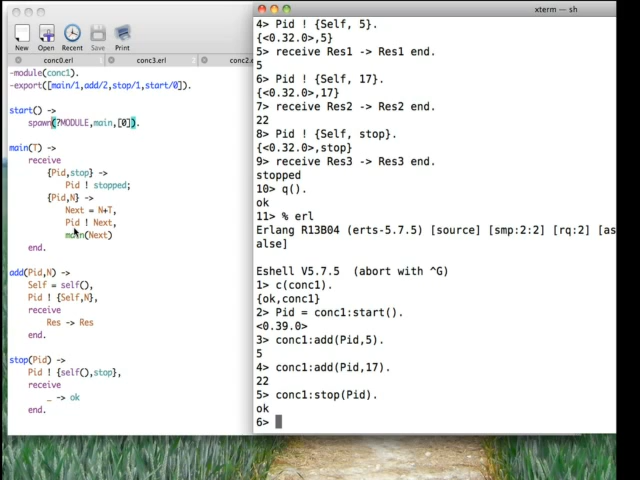 New Open Recent Save Print
conc0.erl conc3.erl conc2.e
-module(conc1).
-export([main/1,add/2,stop/1,start/0]).
start() ->
spawn(?MODULE,main,[0]).
main(T) ->
receive
{Pid,stop} ->
Pid ! stopped;
{Pid,N} ->
Next = N+T,
Pid ! Next,
main(Next)
end.
add(Pid,N) ->
Self = self(),
Pid ! {Self,N},
receive
Res -> Res
end.
stop(Pid) ->
Pid ! {self(),stop},
receive
_ -> ok
end.
xterm — sh
4> Pid ! {Self, 5}.
{<0.32.0>,5}
5> receive Res1 -> Res1 end.
5
6> Pid ! {Self, 17}.
{<0.32.0>,17}
7> receive Res2 -> Res2 end.
22
8> Pid ! {Self, stop}.
{<0.32.0>,stop}
9> receive Res3 -> Res3 end.
stopped
10> q().
ok
11> % erl
Erlang R13B04 (erts-5.7.5) [source] [smp:2:2] [rq:2] [as
alse]
Eshell V5.7.5  (abort with ^G)
1> c(conc1).
{ok,conc1}
2> Pid = conc1:start().
<0.39.0>
3> conc1:add(Pid,5).
5
4> conc1:add(Pid,17).
22
5> conc1:stop(Pid).
ok
6>